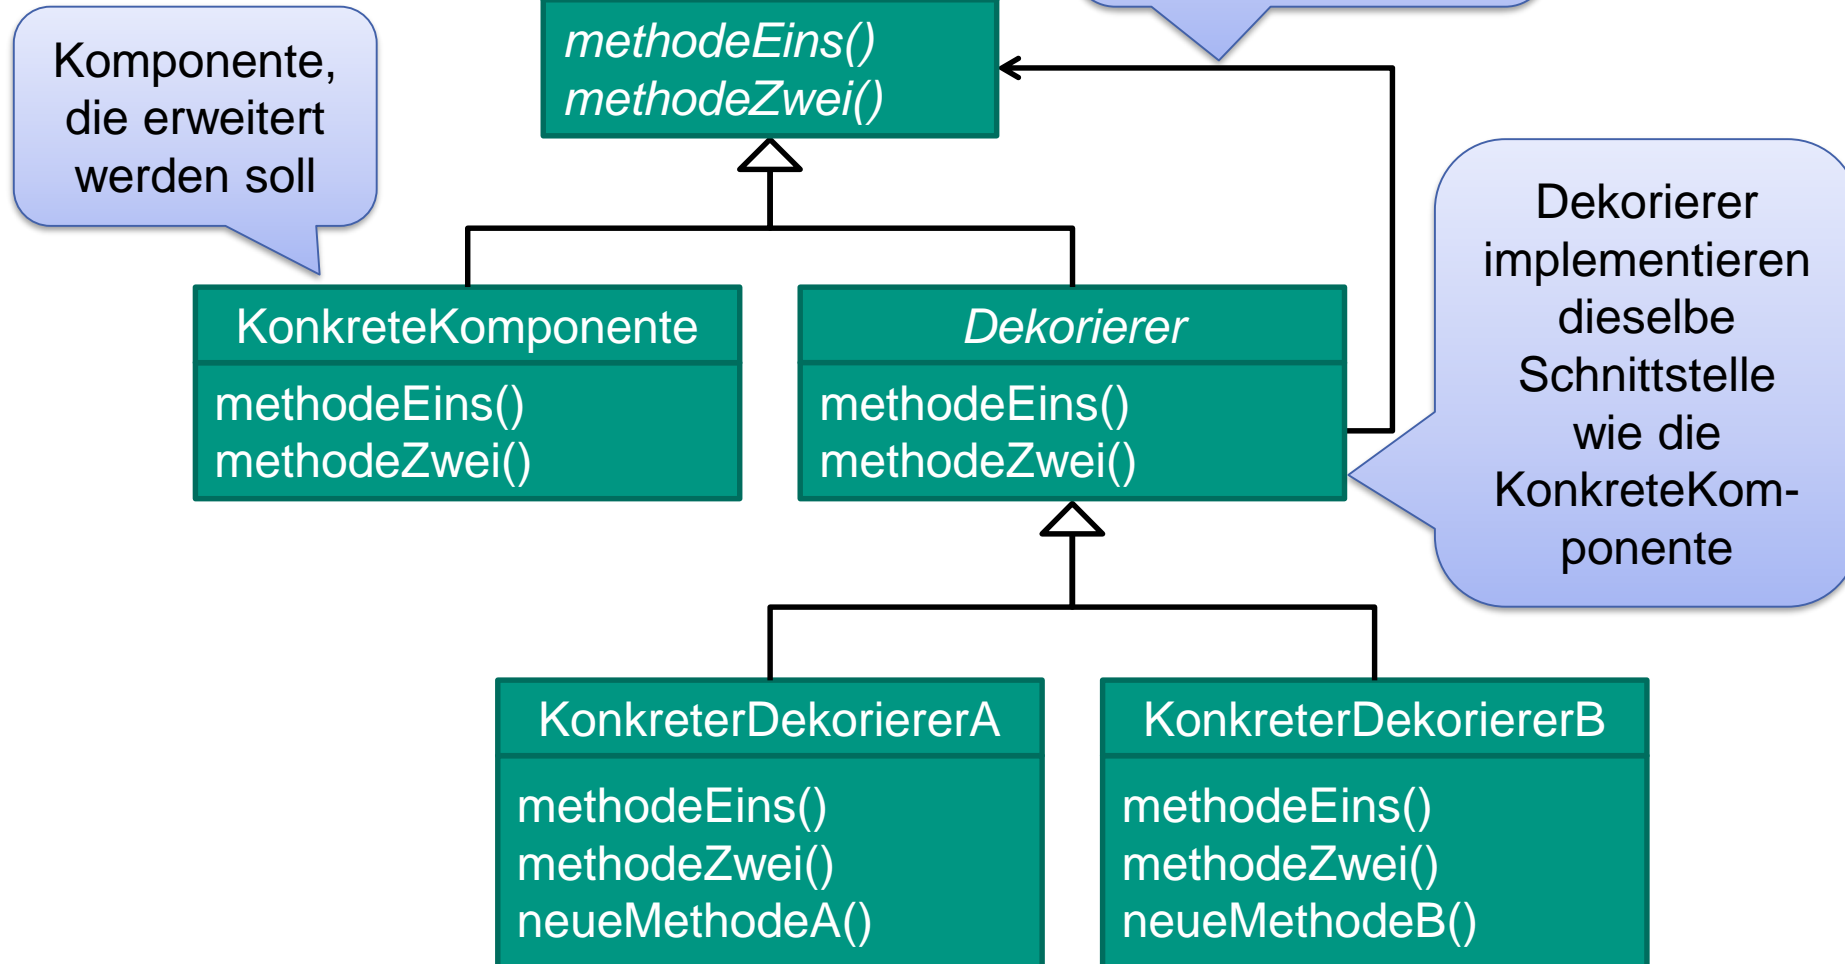 Komponente,
die erweitert
werden soll
methodeEins()
methodeZwei()
Dekorierer
implementieren
dieselbe
Schnittstelle
wie die
KonkreteKom-
ponente
KonkreteKomponente
methodeEins()
methodeZwei()
Dekorierer
methodeEins()
methodeZwei()
KonkreterDekoriererA
methodeEins()
methodeZwei()
neueMethodeA()
KonkreterDekoriererB
methodeEins()
methodeZwei()
neueMethodeB()